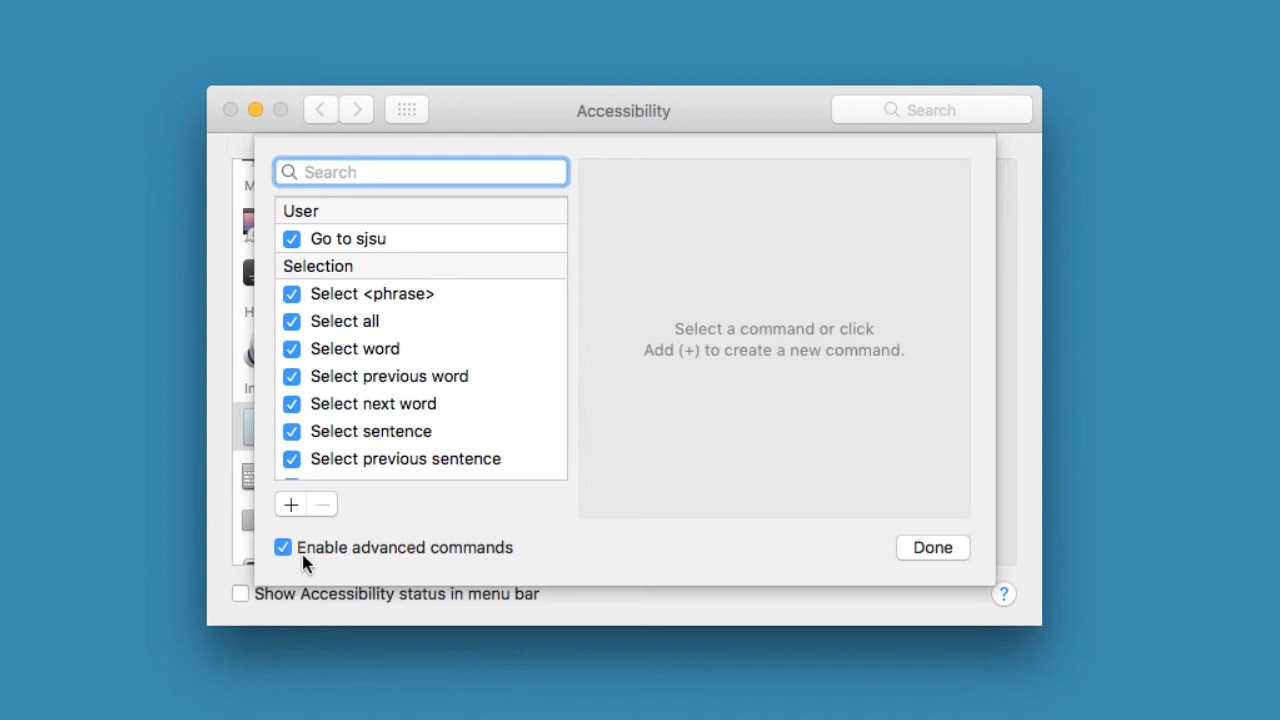 Accessibility
Search
Search
User
Go to sjsu
Selection
Select <phrase>
Select all
Select word
Select previous word
Select next word
Select sentence
Select previous sentence
Select a command or click
Add (+) to create a new command.
Enable advanced commands
Done
Show Accessibility status in menu bar
?